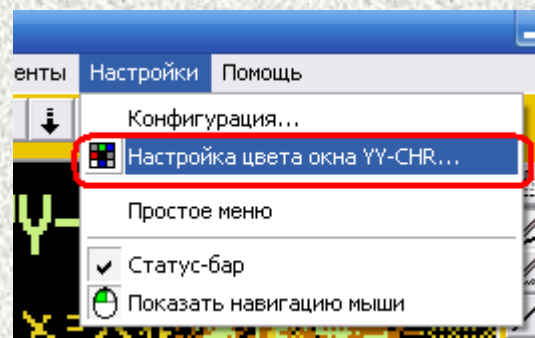 енты Настройки Помощь
Конфигурация...
Настройка цвета окна YY-CHR...
Простое меню
Статус-бар
Показать навигацию мыши